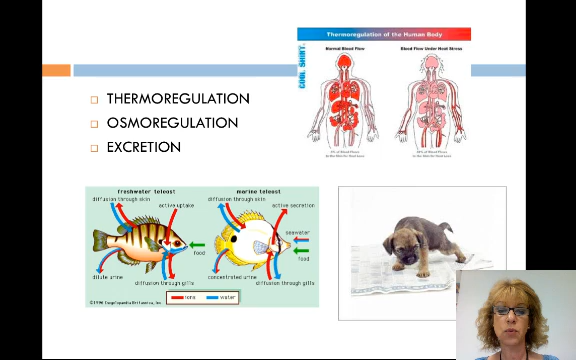 Thermoregulation of the Human Body
COOL SHIRT.
Normal Blood Flow
Blood Flow Under Heat Stress
THERMOREGULATION
OSMOREGULATION
EXCRETION
freshwater teleost
marine teleost
diffusion through skin
active uptake
diffusion through skin
active secretion
seawater
food
food
dilute urine
diffusion through gills
concentrated urine
diffusion through gills
ions
water
©1996 Encyclopaedia Britannica, Inc.